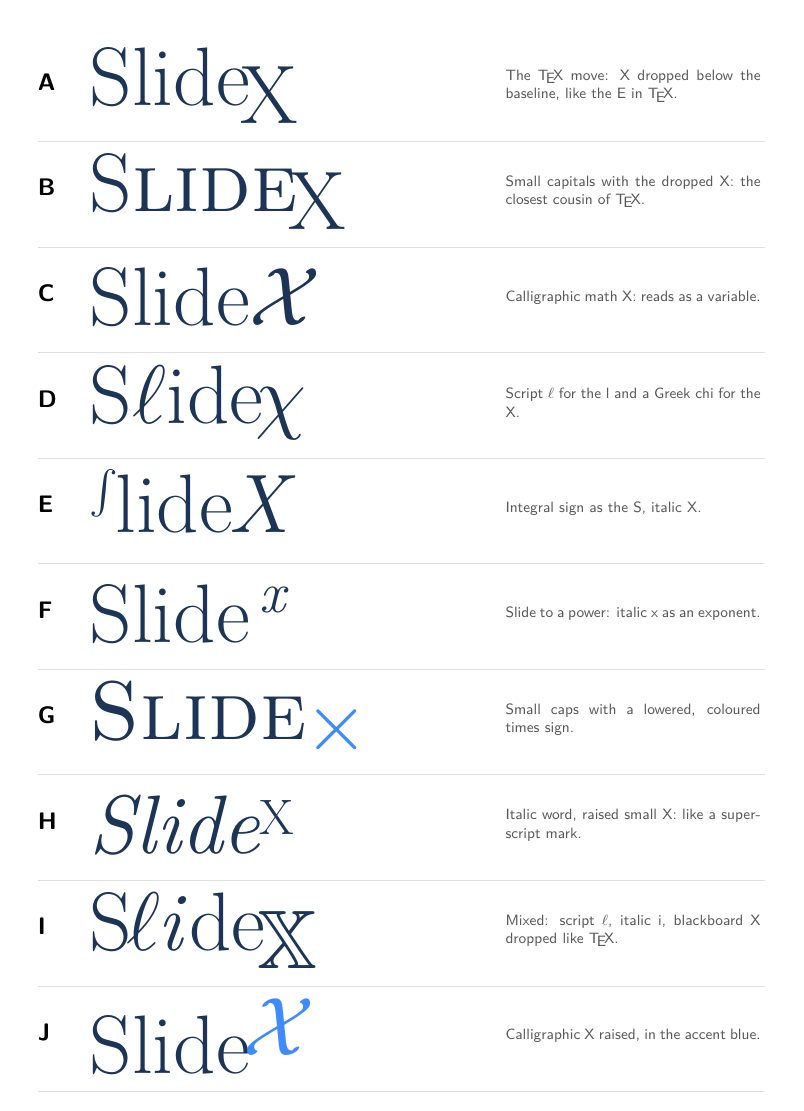 A SlideX The TEX move: X dropped below the
baseline, like the E in TEX.
B SLIDEX Small capitals with the dropped X: the
closest cousin of TEX.
C Slide𝒳 Calligraphic math X: reads as a variable.
D Sℓideχ Script ℓ for the l and a Greek chi for the
X.
E ∫lideX Integral sign as the S, italic X.
F Slide x Slide to a power: italic x as an exponent.
G SLIDE× Small caps with a lowered, coloured
times sign.
H SlideX Italic word, raised small X: like a super-
script mark.
I Sℓide𝕏 Mixed: script ℓ, italic i, blackboard X
dropped like TEX.
J Slide𝒳 Calligraphic X raised, in the accent blue.